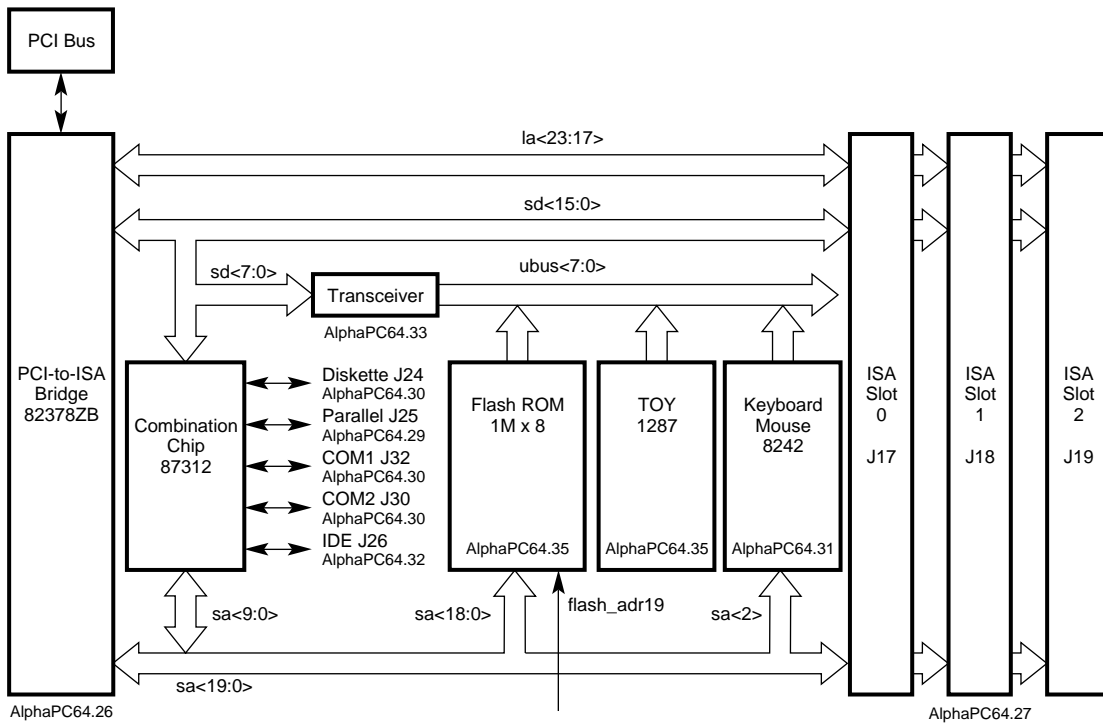 PCI Bus
la<23:17>
sd<15:0>
sd<7:0>
ubus<7:0>
Transceiver
AlphaPC64.33
PCI-to-ISA
Bridge
82378ZB
Combination
Chip
87312
Diskette J24
AlphaPC64.30
Parallel J25
AlphaPC64.29
COM1 J32
AlphaPC64.30
COM2 J30
AlphaPC64.30
IDE J26
AlphaPC64.32
Flash ROM
1M x 8
AlphaPC64.35
TOY
1287
AlphaPC64.35
Keyboard
Mouse
8242
AlphaPC64.31
ISA
Slot
0
J17
ISA
Slot
1
J18
ISA
Slot
2
J19
sa<9:0>
sa<18:0>
flash_adr19
sa<2>
sa<19:0>
AlphaPC64.26
AlphaPC64.27